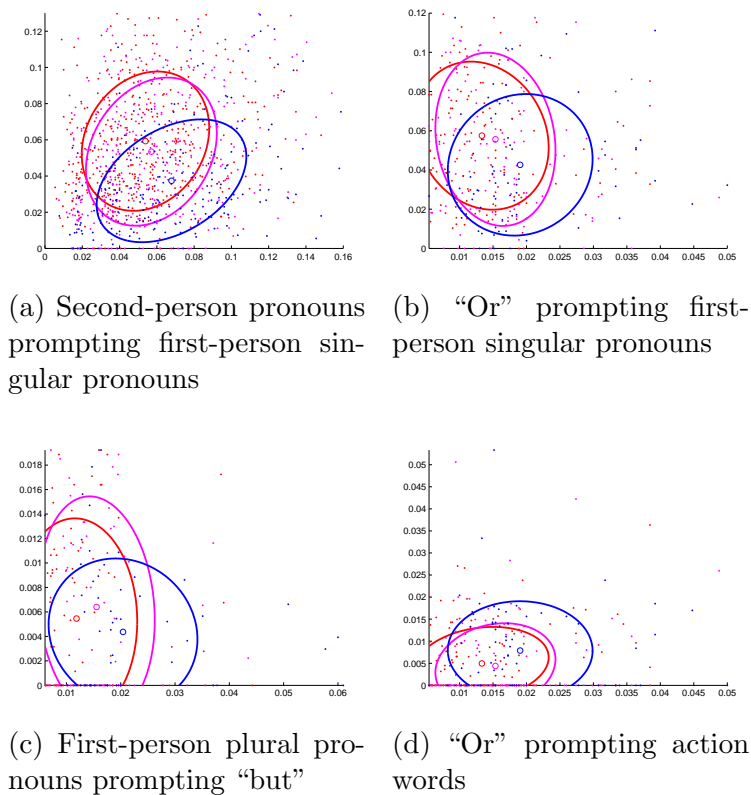 0.12
0.1
0.08
0.06
0.04
0.02
0
0 0.02 0.04 0.06 0.08 0.1 0.12 0.14 0.16
0.12
0.1
0.08
0.06
0.04
0.02
0
0.01 0.015 0.02 0.025 0.03 0.035 0.04 0.045 0.05
(a) Second-person pronouns
prompting first-person sin-
gular pronouns
(b) “Or” prompting first-
person singular pronouns
0.018
0.016
0.014
0.012
0.01
0.008
0.006
0.004
0.002
0
0.01 0.02 0.03 0.04 0.05 0.06
0.05
0.045
0.04
0.035
0.03
0.025
0.02
0.015
0.01
0.005
0
0.01 0.015 0.02 0.025 0.03 0.035 0.04 0.045 0.05
(c) First-person plural pro-
nouns prompting “but”
(d) “Or” prompting action
words